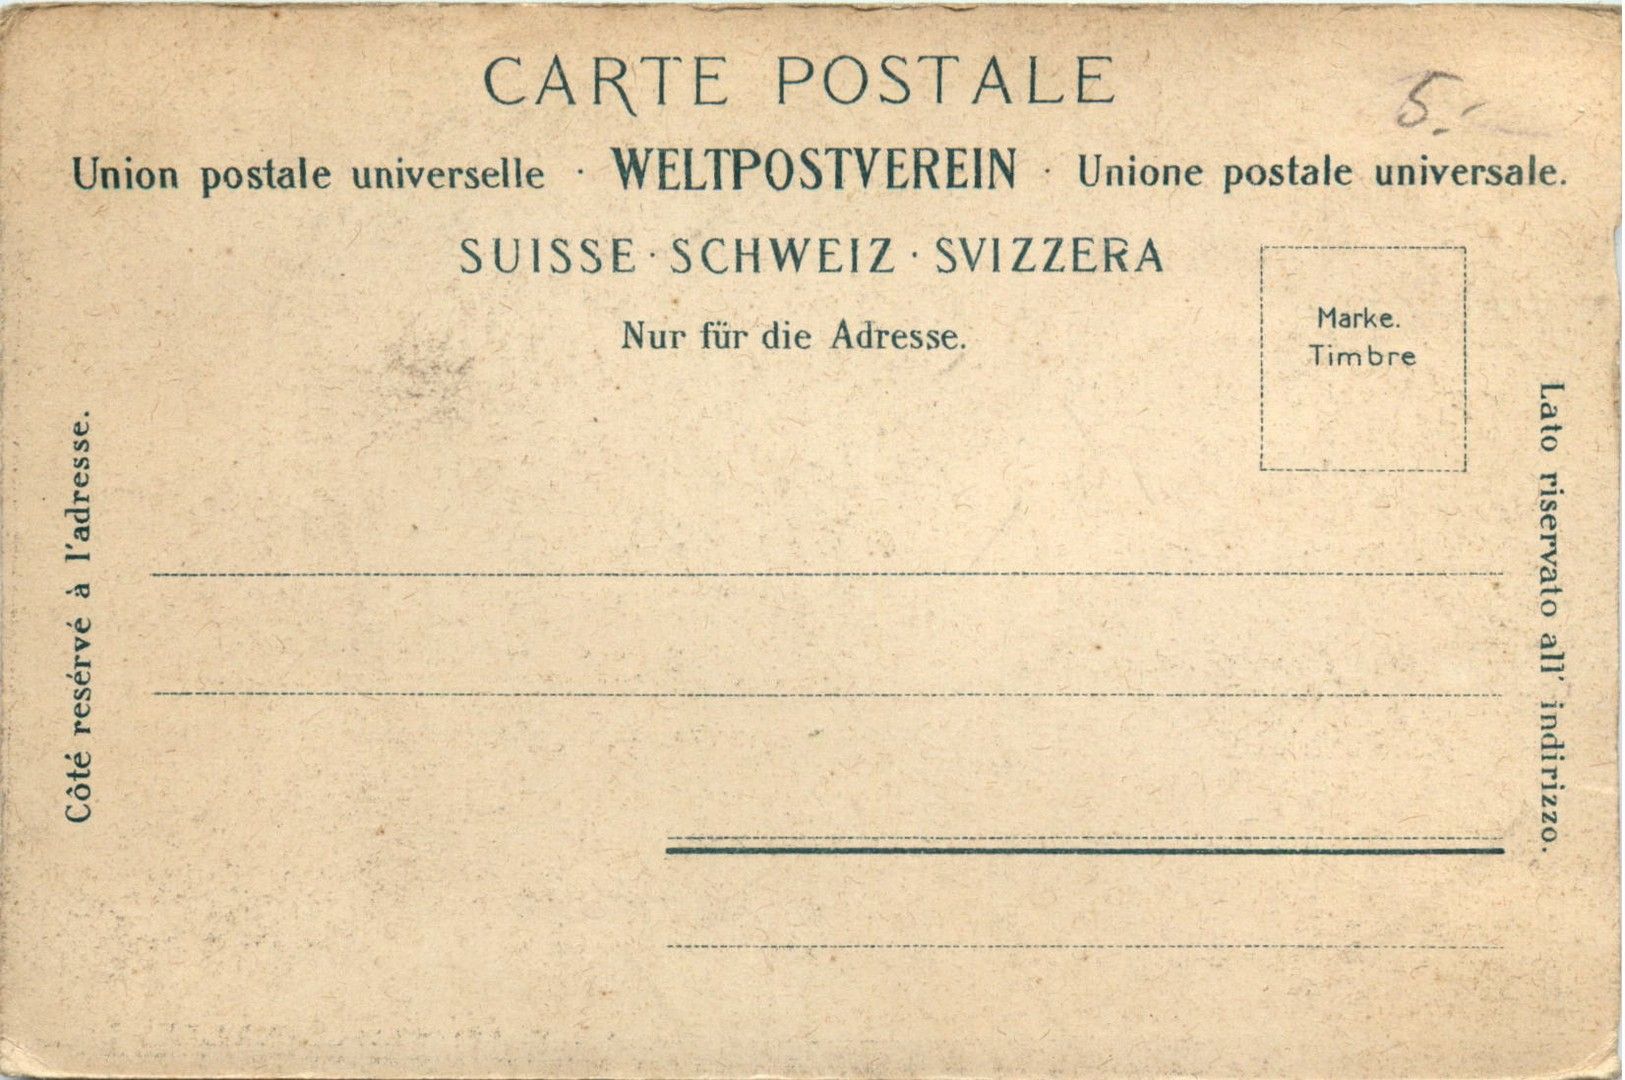 CARTE POSTALE
5.-
Union postale universelle · WELTPOSTVEREIN · Unione postale universale.
SUISSE · SCHWEIZ · SVIZZERA
Nur für die Adresse.
Marke.
Timbre
Côté resérvé à l'adresse.
Lato riservato all' indirizzo.